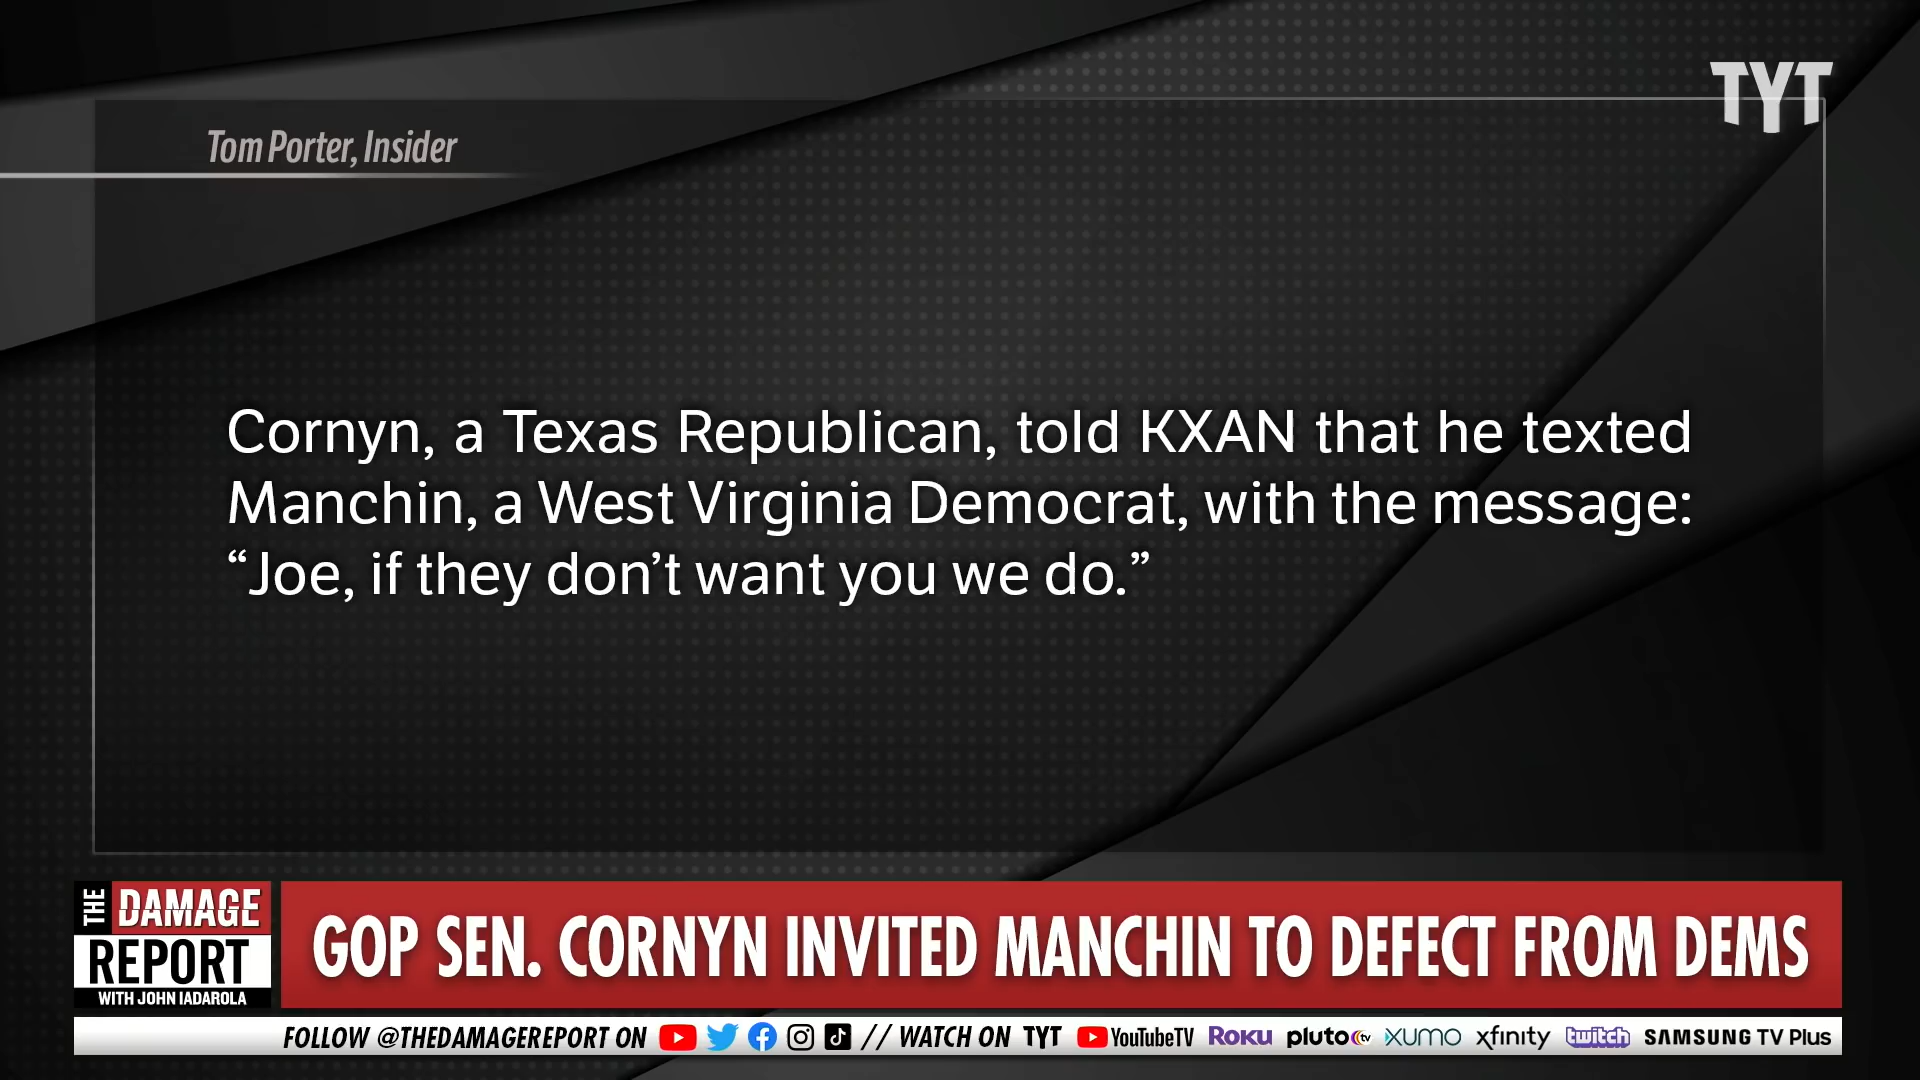 TYT
Tom Porter, Insider
Cornyn, a Texas Republican, told KXAN that he texted
Manchin, a West Virginia Democrat, with the message:
“Joe, if they don’t want you we do.”
THE DAMAGE
REPORT
WITH JOHN IADAROLA
GOP SEN. CORNYN INVITED MANCHIN TO DEFECT FROM DEMS
FOLLOW @THEDAMAGEREPORT ON // WATCH ON TYT YouTubeTV ROKU pluto tv XUMO xfinity twitch SAMSUNG TV Plus